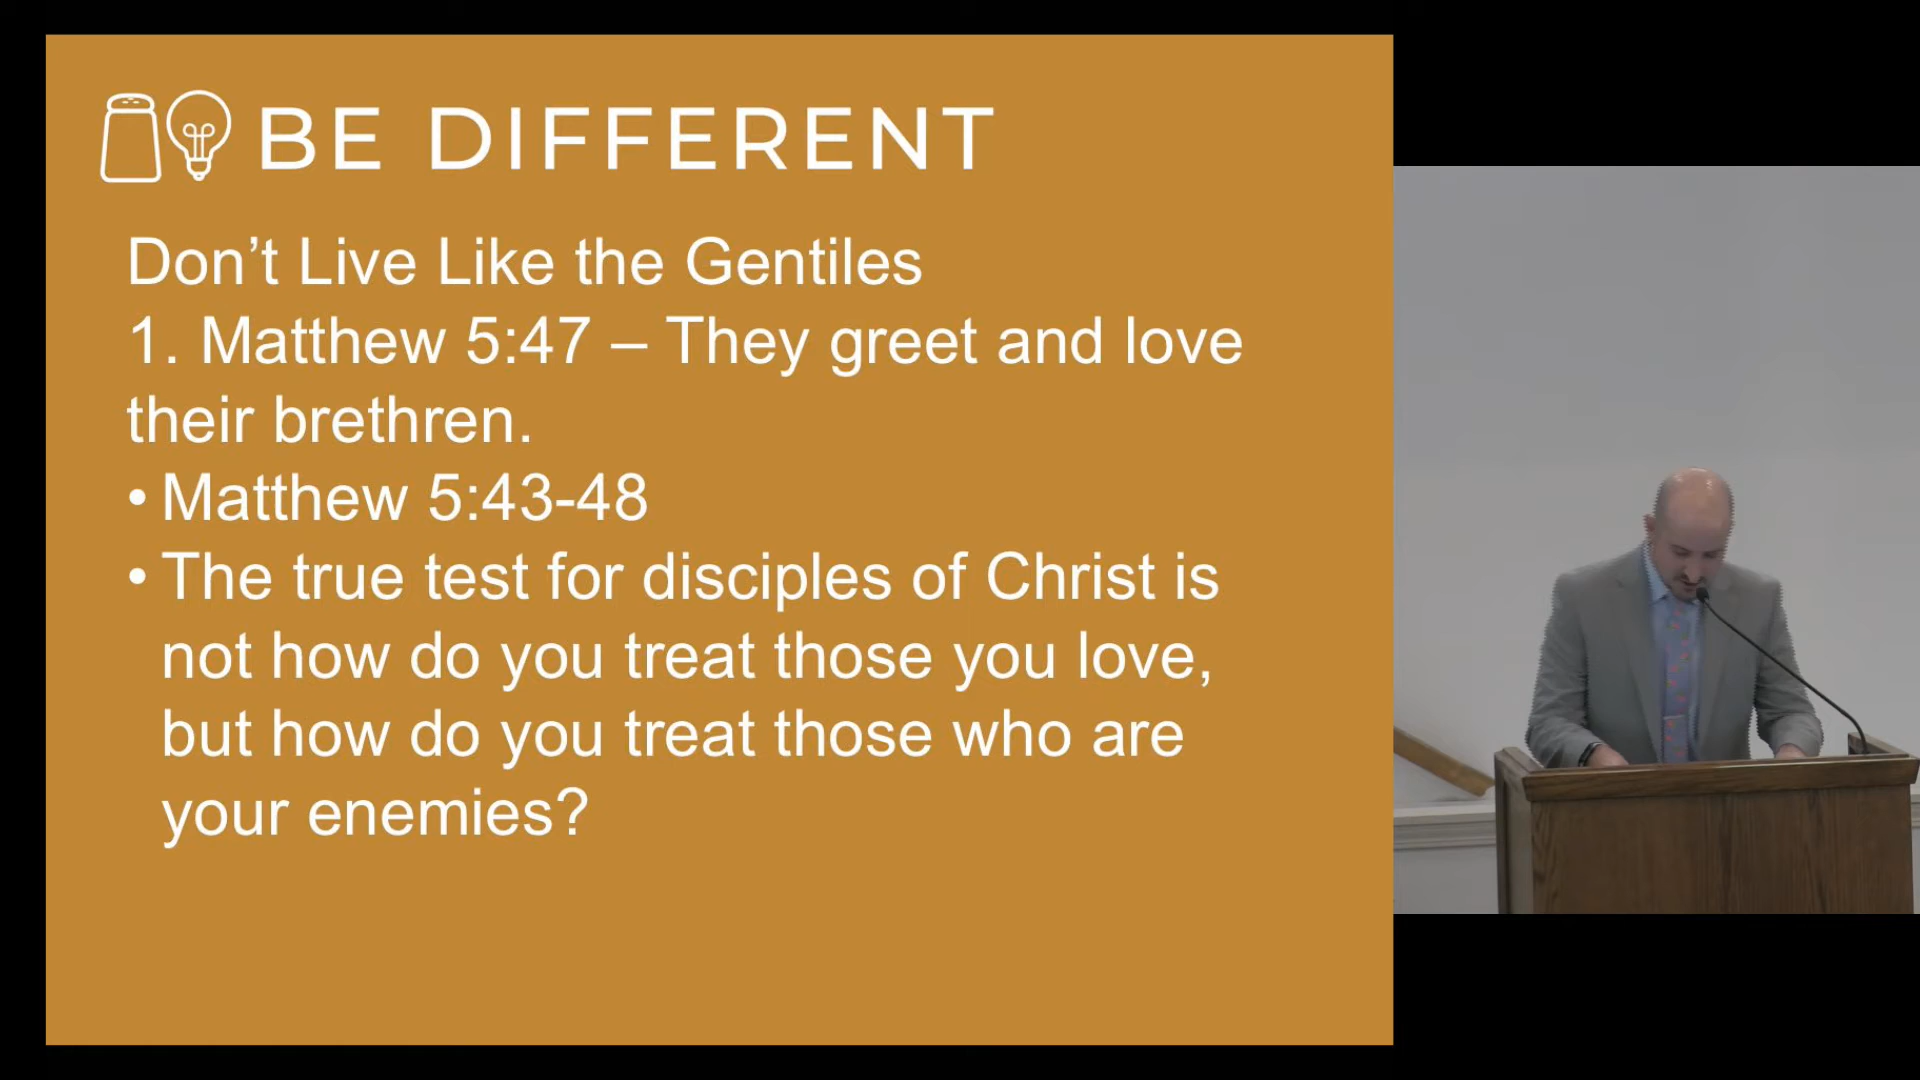 BE DIFFERENT
Don’t Live Like the Gentiles
1. Matthew 5:47 – They greet and love
their brethren.
• Matthew 5:43-48
• The true test for disciples of Christ is
not how do you treat those you love,
but how do you treat those who are
your enemies?